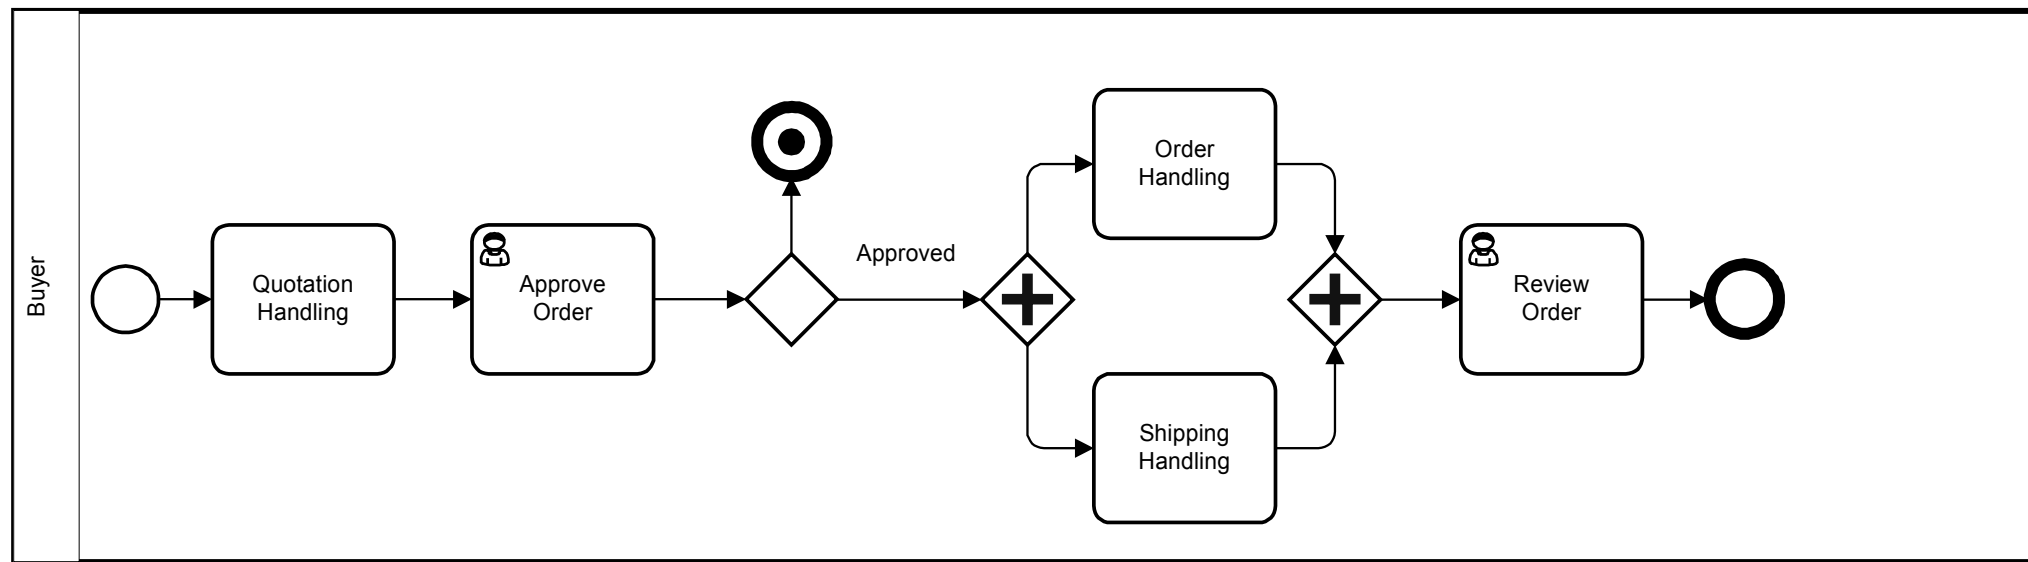 Buyer
Quotation
Handling
Approve
Order
Approved
Order
Handling
Shipping
Handling
Review
Order